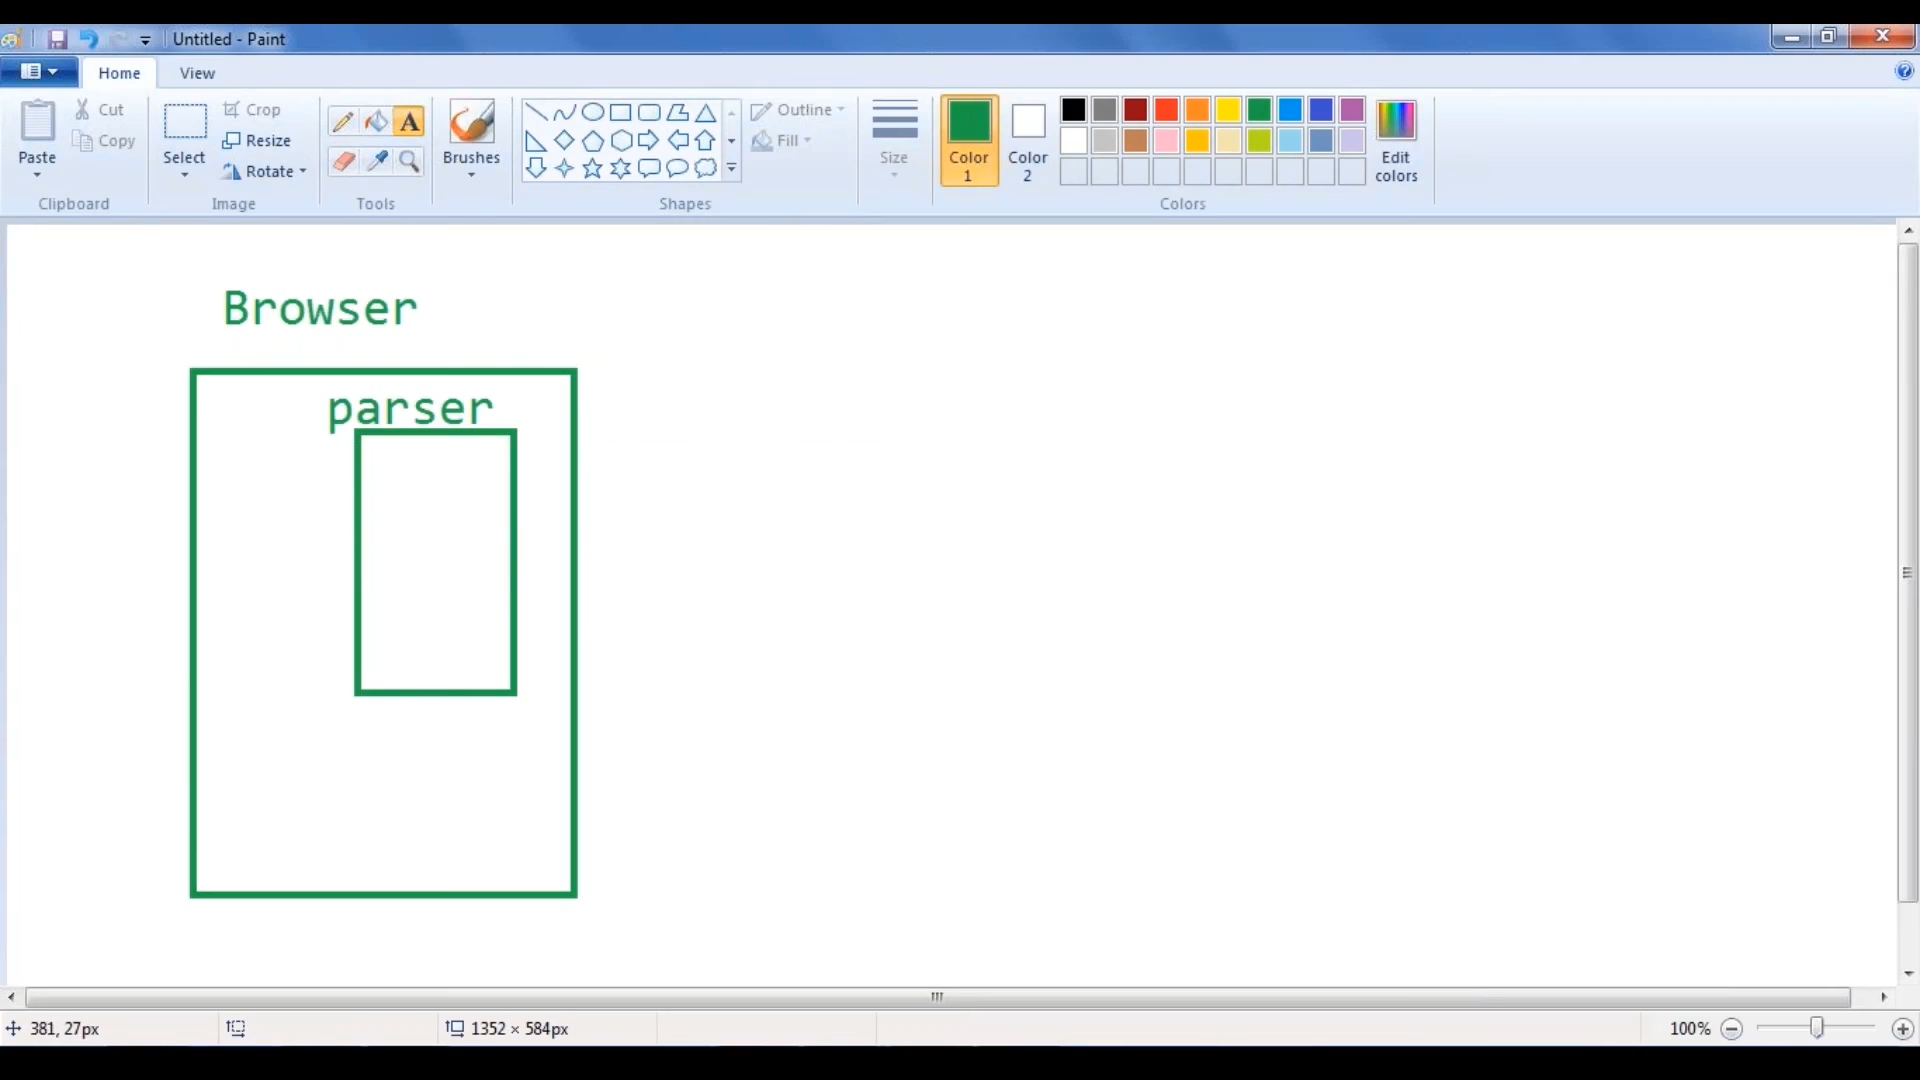 Untitled - Paint
Home View
Paste
Cut
Copy
Clipboard
Select
Crop
Resize
Rotate
Image
A
Tools
Brushes
Shapes
Outline
Fill
Size
Color 1
Color 2
Edit colors
Colors
Browser
parser
381, 27px
1352 × 584px
100%